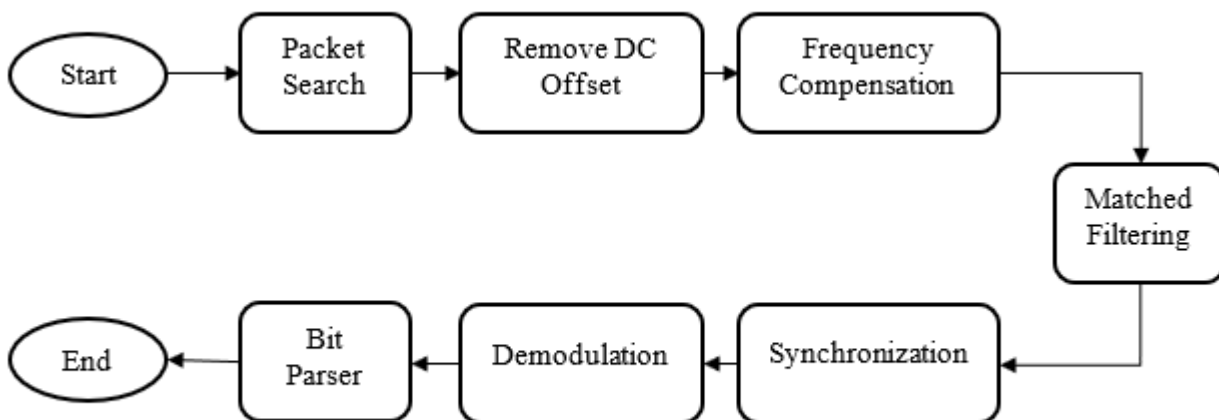 Start
Packet
Search
Remove DC
Offset
Frequency
Compensation
Matched
Filtering
Synchronization
Demodulation
Bit
Parser
End